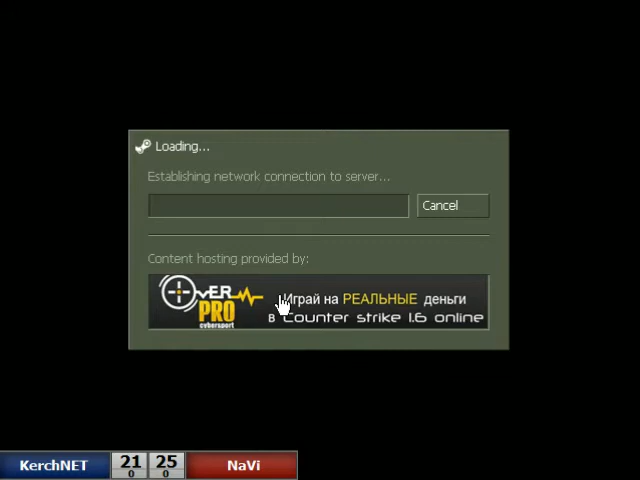 Loading...
Establishing network connection to server...
Cancel
Content hosting provided by:
OVER
PRO
cybersport
Играй на РЕАЛЬНЫЕ деньги
в Counter strike 1.6 online
KerchNET 21 25 NaVi
0 0